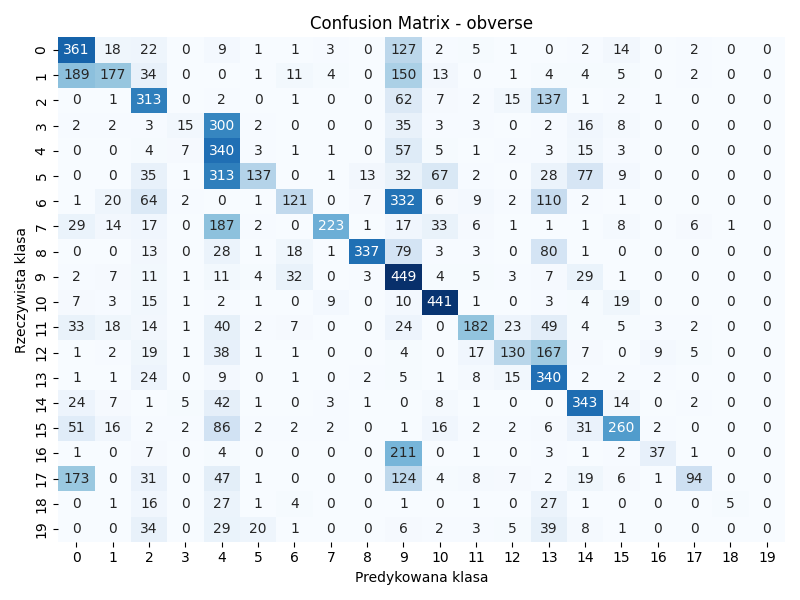 Confusion Matrix - obverse
Rzeczywista klasa
0 361 18 22 0 9 1 1 3 0 127 2 5 1 0 2 14 0 2 0 0
1 189 177 34 0 0 1 11 4 0 150 13 0 1 4 4 5 0 2 0 0
2 0 1 313 0 2 0 1 0 0 62 7 2 15 137 1 2 1 0 0 0
3 2 2 3 15 300 2 0 0 0 35 3 3 0 2 16 8 0 0 0 0
4 0 0 4 7 340 3 1 1 0 57 5 1 2 3 15 3 0 0 0 0
5 0 0 35 1 313 137 0 1 13 32 67 2 0 28 77 9 0 0 0 0
6 1 20 64 2 0 1 121 0 7 332 6 9 2 110 2 1 0 0 0 0
7 29 14 17 0 187 2 0 223 1 17 33 6 1 1 1 8 0 6 1 0
8 0 0 13 0 28 1 18 1 337 79 3 3 0 80 1 0 0 0 0 0
9 2 7 11 1 11 4 32 0 3 449 4 5 3 7 29 1 0 0 0 0
10 7 3 15 1 2 1 0 9 0 10 441 1 0 3 4 19 0 0 0 0
11 33 18 14 1 40 2 7 0 0 24 0 182 23 49 4 5 3 2 0 0
12 1 2 19 1 38 1 1 0 0 4 0 17 130 167 7 0 9 5 0 0
13 1 1 24 0 9 0 1 0 2 5 1 8 15 340 2 2 2 0 0 0
14 24 7 1 5 42 1 0 3 1 0 8 1 0 0 343 14 0 2 0 0
15 51 16 2 2 86 2 2 2 0 1 16 2 2 6 31 260 2 0 0 0
16 1 0 7 0 4 0 0 0 0 211 0 1 0 3 1 2 37 1 0 0
17 173 0 31 0 47 1 0 0 0 124 4 8 7 2 19 6 1 94 0 0
18 0 1 16 0 27 1 4 0 0 1 0 1 0 27 1 0 0 0 5 0
19 0 0 34 0 29 20 1 0 0 6 2 3 5 39 8 1 0 0 0 0
0 1 2 3 4 5 6 7 8 9 10 11 12 13 14 15 16 17 18 19
Predykowana klasa